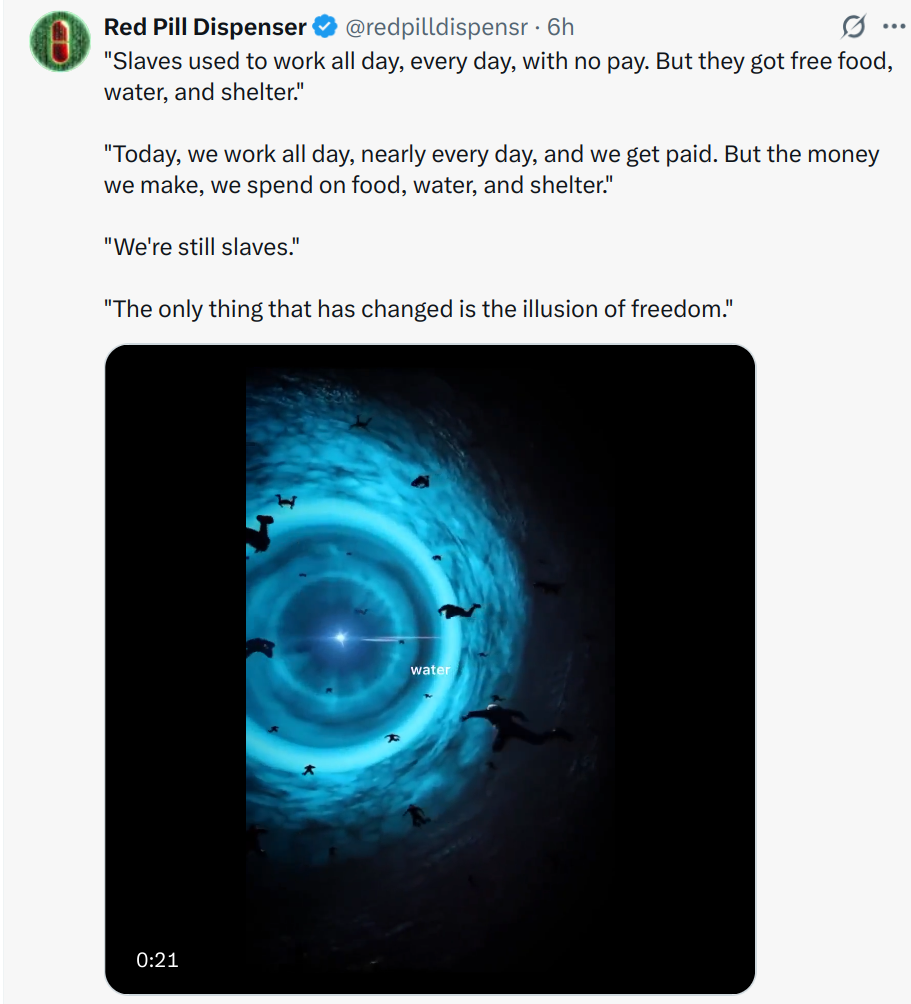 Red Pill Dispenser @redpilldispensr · 6h
"Slaves used to work all day, every day, with no pay. But they got free food,
water, and shelter."
"Today, we work all day, nearly every day, and we get paid. But the money
we make, we spend on food, water, and shelter."
"We're still slaves."
"The only thing that has changed is the illusion of freedom."
water
0:21